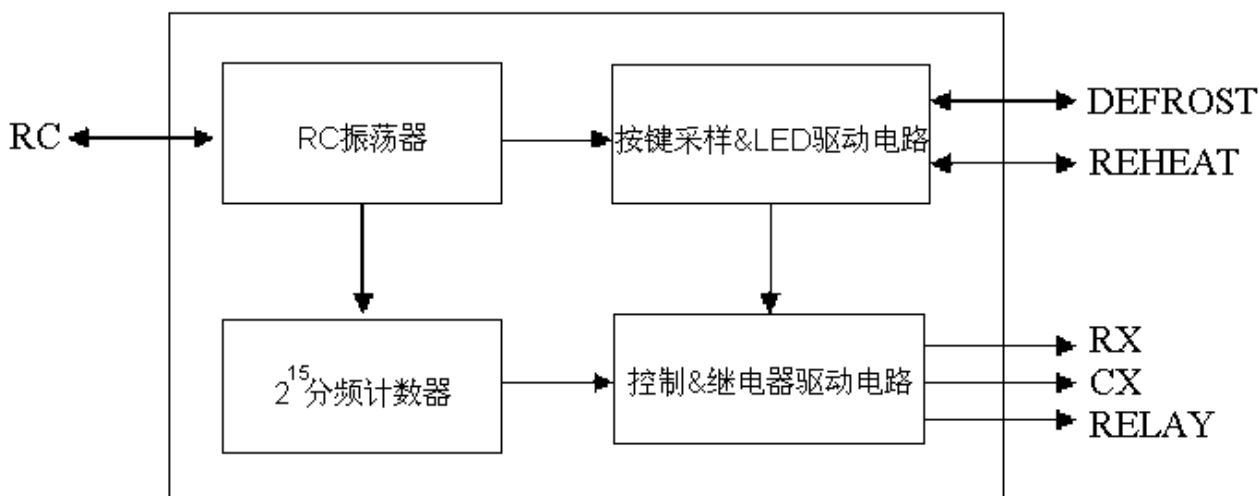 RC
RC振荡器
按键采样&LED驱动电路
DEFROST
REHEAT
2^15分频计数器
控制&继电器驱动电路
RX
CX
RELAY